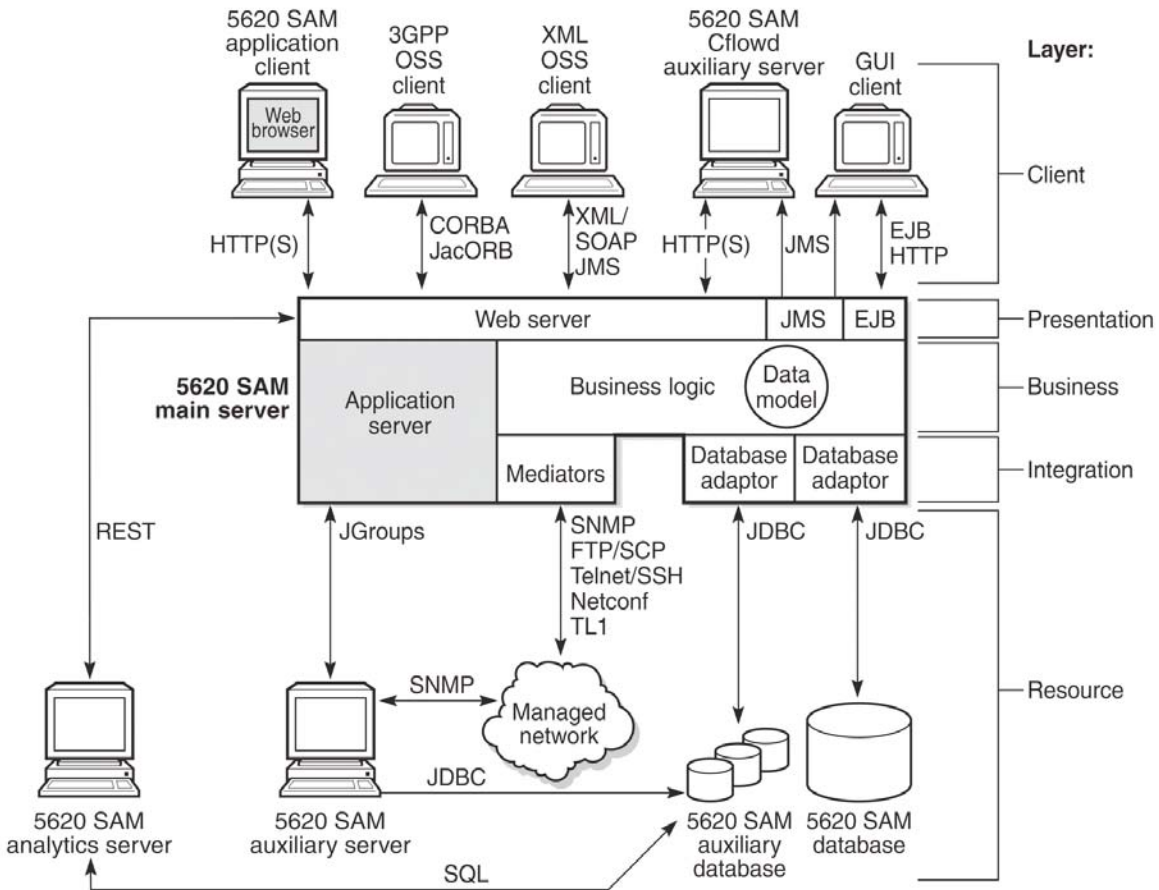 5620 SAM
application
client
3GPP
OSS
client
XML
OSS
client
5620 SAM
Cflowd
auxiliary server
GUI
client
Layer:
Web
browser
Client
HTTP(S)
CORBA
JacORB
XML/
SOAP
JMS
HTTP(S)
JMS
EJB
HTTP
Web server
JMS
EJB
Presentation
5620 SAM
main server
Application
server
Business logic
Data
model
Business
Mediators
Database
adaptor
Database
adaptor
Integration
REST
JGroups
SNMP
FTP/SCP
Telnet/SSH
Netconf
TL1
JDBC
JDBC
SNMP
Managed
network
Resource
JDBC
5620 SAM
analytics server
5620 SAM
auxiliary server
5620 SAM
auxiliary
database
5620 SAM
database
SQL